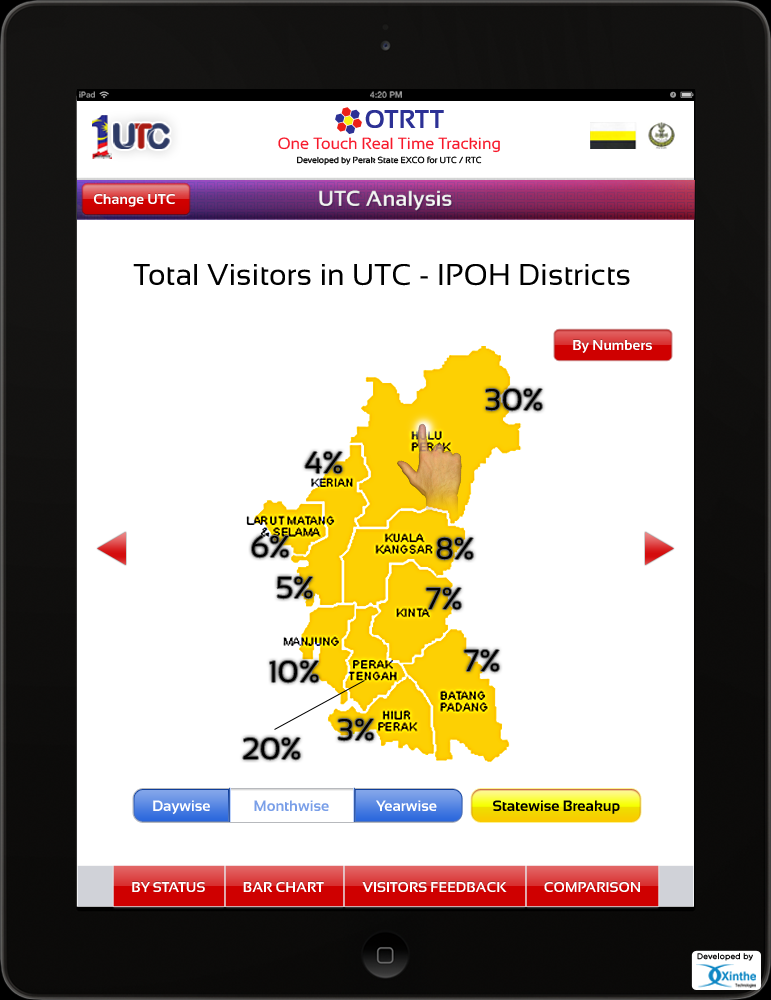 iPad
4:20 PM
1UTC
OTRTT
One Touch Real Time Tracking
Developed by Perak State EXCO for UTC / RTC
Change UTC
UTC Analysis
Total Visitors in UTC - IPOH Districts
By Numbers
30%
HULU
PERAK
4%
KERIAN
LARUT MATANG
& SELAMA
6%
KUALA
KANGSAR
8%
5%
7%
KINTA
MANJUNG
10%
PERAK
TENGAH
7%
BATANG
PADANG
HILIR
PERAK
3%
20%
Daywise
Monthwise
Yearwise
Statewise Breakup
BY STATUS
BAR CHART
VISITORS FEEDBACK
COMPARISON
Developed by
Xinthe
Technologies